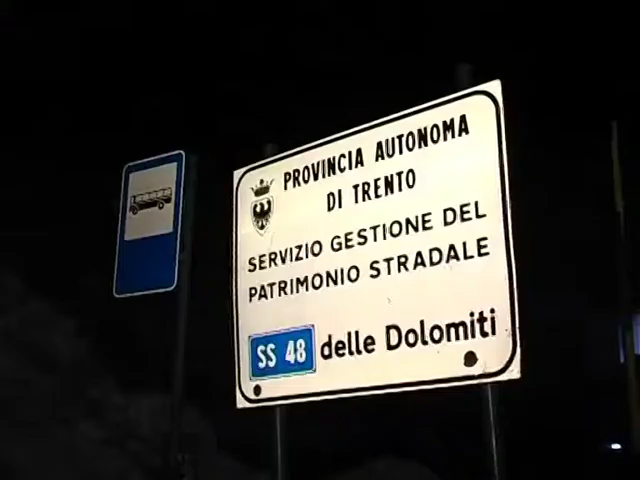 PROVINCIA AUTONOMA
DI TRENTO
SERVIZIO GESTIONE DEL
PATRIMONIO STRADALE
SS 48 delle Dolomiti